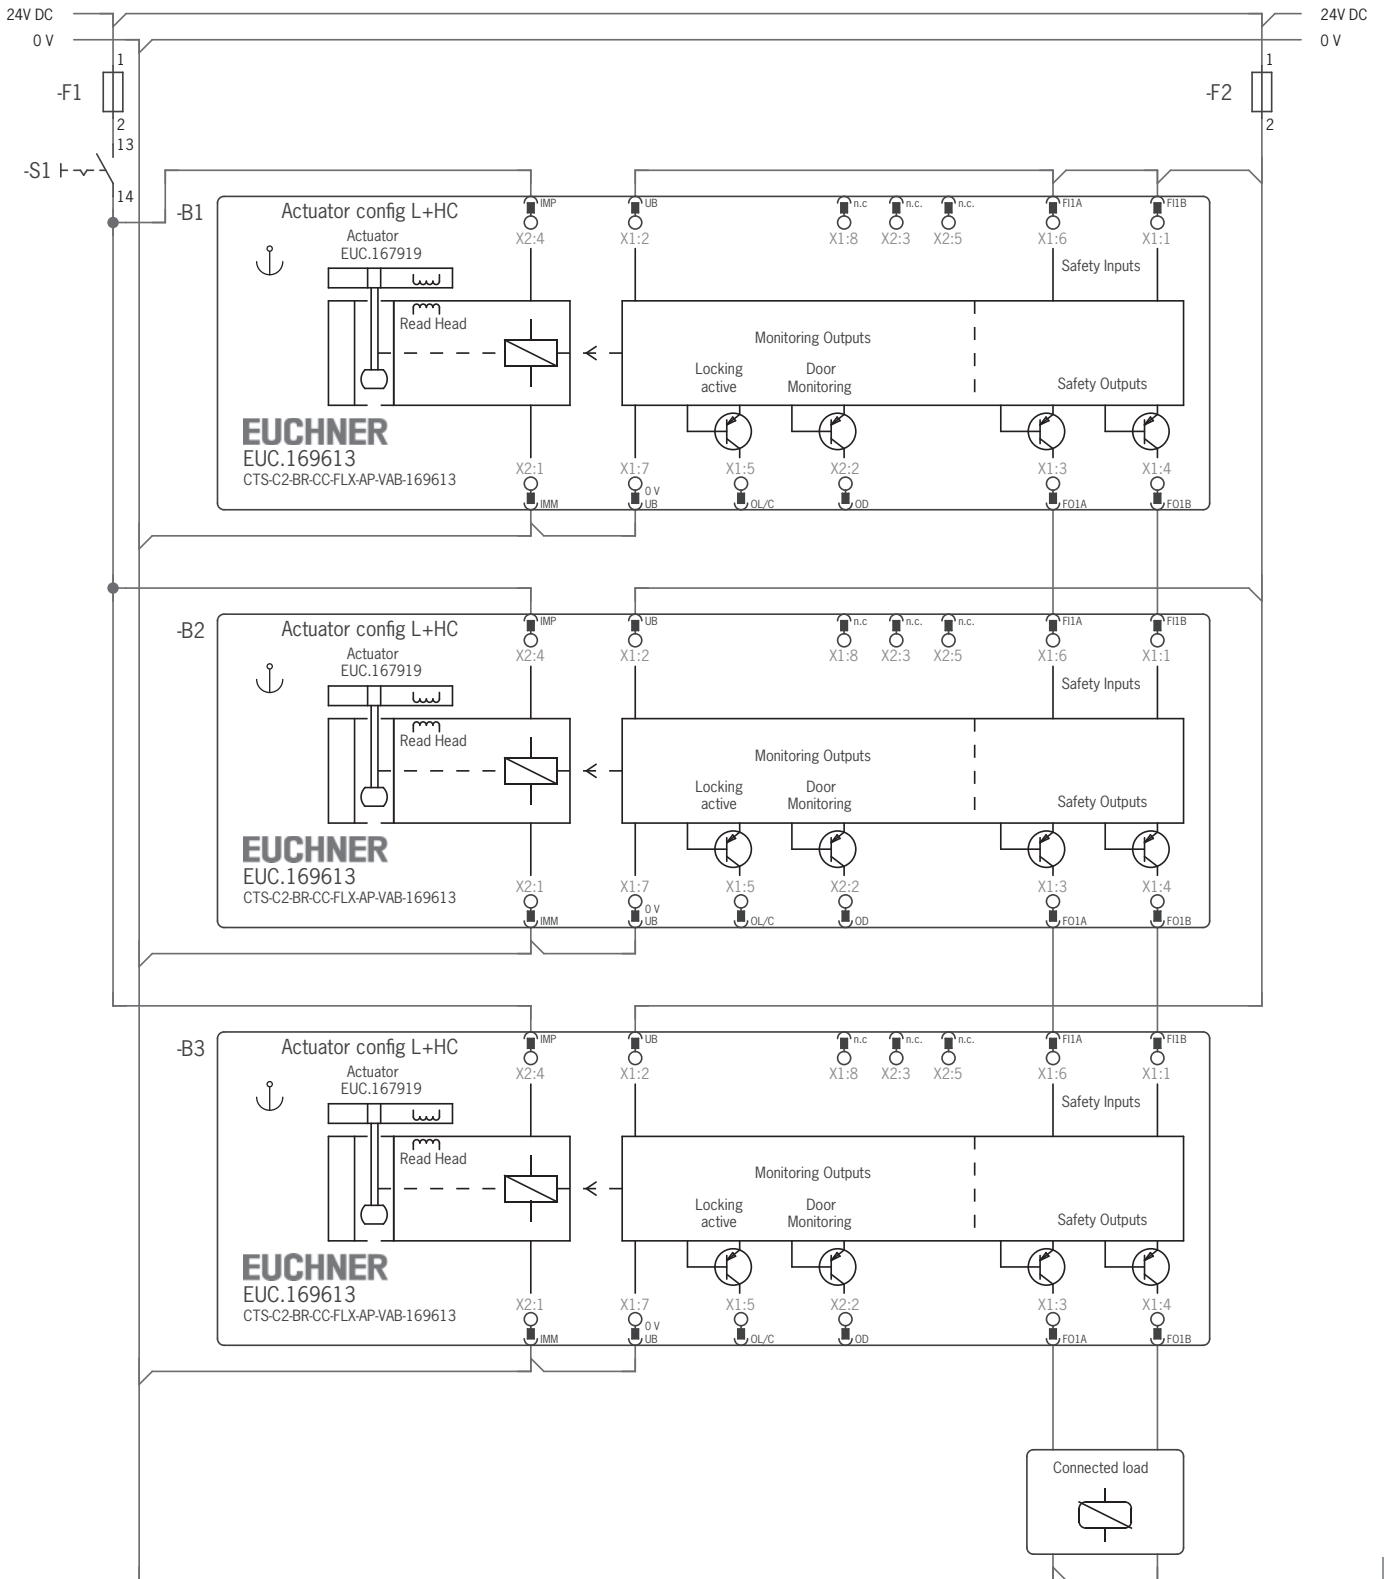 24V DC
24V DC
0 V
0 V
1
1
-F1
-F2
2
2
13
-S1
14
-B1
Actuator config L+HC
IMP
UB
n.c
n.c.
n.c.
FI1A
FI1B
X2:4
X1:2
X1:8
X2:3
X2:5
X1:6
X1:1
Actuator
EUC.167919
Safety Inputs
Read Head
Monitoring Outputs
Locking
active
Door
Monitoring
Safety Outputs
EUCHNER
EUC.169613
CTS-C2-BR-CC-FLX-AP-VAB-169613
X2:1
X1:7
X1:5
X2:2
X1:3
X1:4
IMM
0 V
UB
OL/C
OD
FO1A
FO1B
-B2
Actuator config L+HC
IMP
UB
n.c
n.c.
n.c.
FI1A
FI1B
X2:4
X1:2
X1:8
X2:3
X2:5
X1:6
X1:1
Actuator
EUC.167919
Safety Inputs
Read Head
Monitoring Outputs
Locking
active
Door
Monitoring
Safety Outputs
EUCHNER
EUC.169613
CTS-C2-BR-CC-FLX-AP-VAB-169613
X2:1
X1:7
X1:5
X2:2
X1:3
X1:4
IMM
0 V
UB
OL/C
OD
FO1A
FO1B
-B3
Actuator config L+HC
IMP
UB
n.c
n.c.
n.c.
FI1A
FI1B
X2:4
X1:2
X1:8
X2:3
X2:5
X1:6
X1:1
Actuator
EUC.167919
Safety Inputs
Read Head
Monitoring Outputs
Locking
active
Door
Monitoring
Safety Outputs
EUCHNER
EUC.169613
CTS-C2-BR-CC-FLX-AP-VAB-169613
X2:1
X1:7
X1:5
X2:2
X1:3
X1:4
IMM
0 V
UB
OL/C
OD
FO1A
FO1B
Connected load